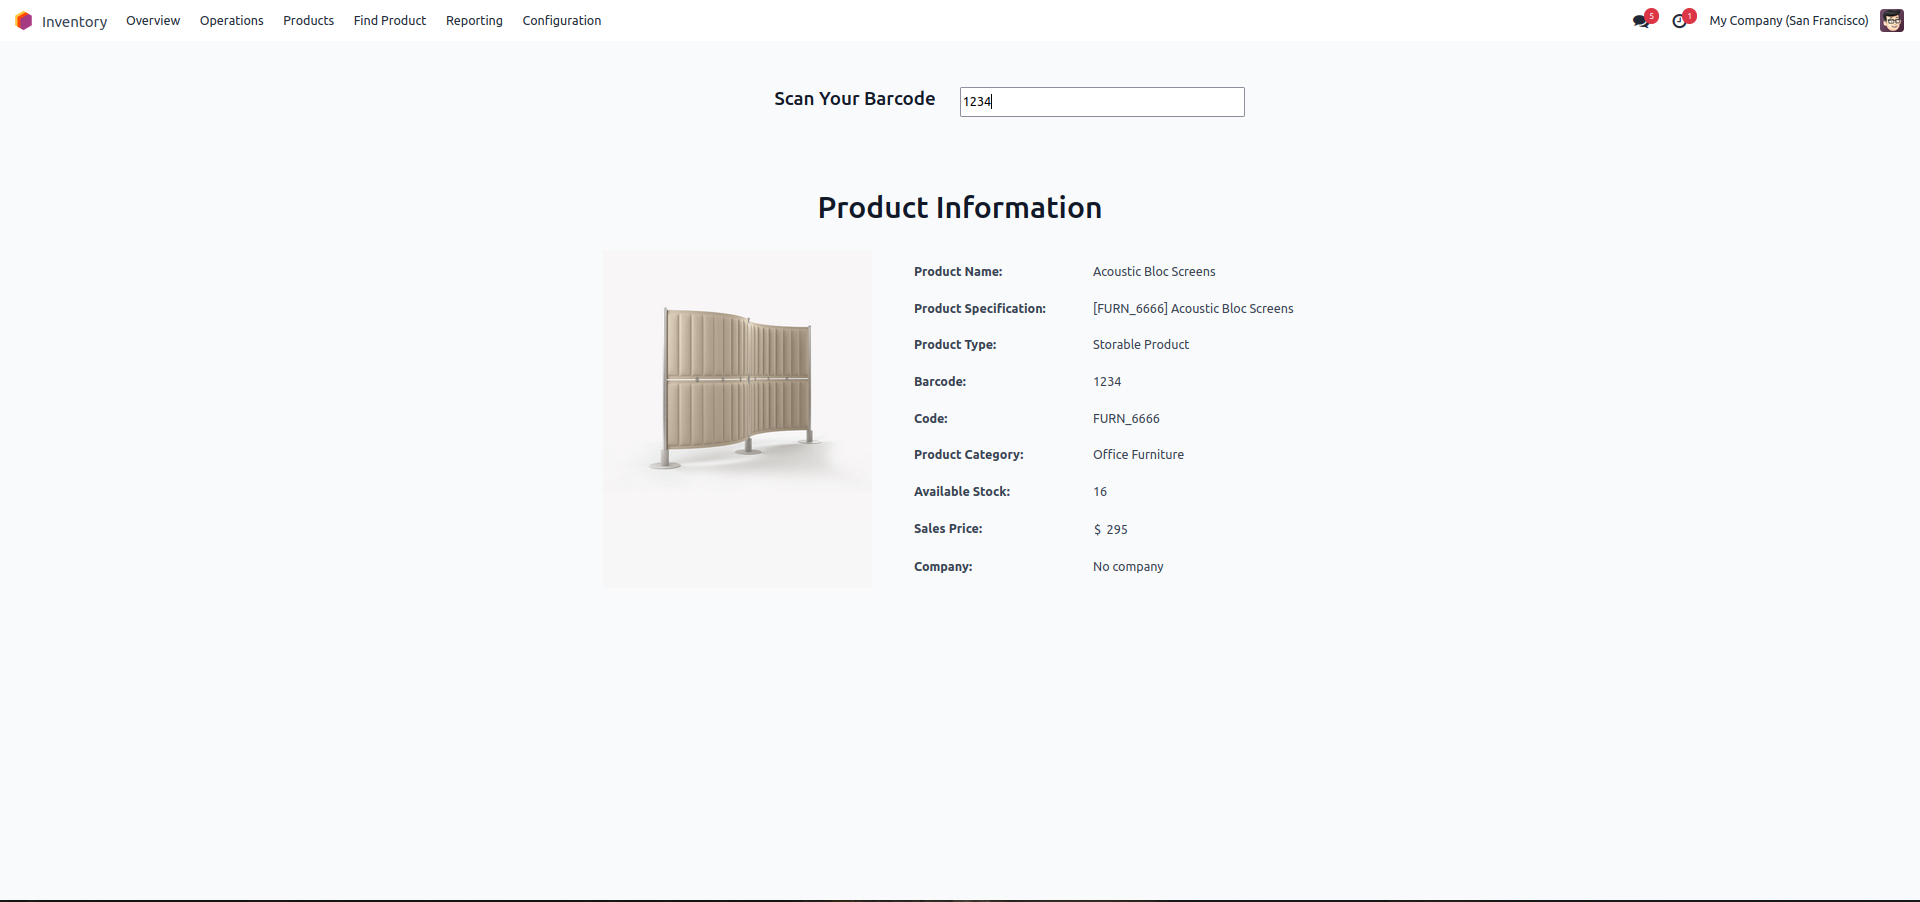 Inventory Overview Operations Products Find Product Reporting Configuration 5 1 My Company (San Francisco)
Scan Your Barcode 1234
Product Information
Product Name: Acoustic Bloc Screens
Product Specification: [FURN_6666] Acoustic Bloc Screens
Product Type: Storable Product
Barcode: 1234
Code: FURN_6666
Product Category: Office Furniture
Available Stock: 16
Sales Price: $ 295
Company: No company